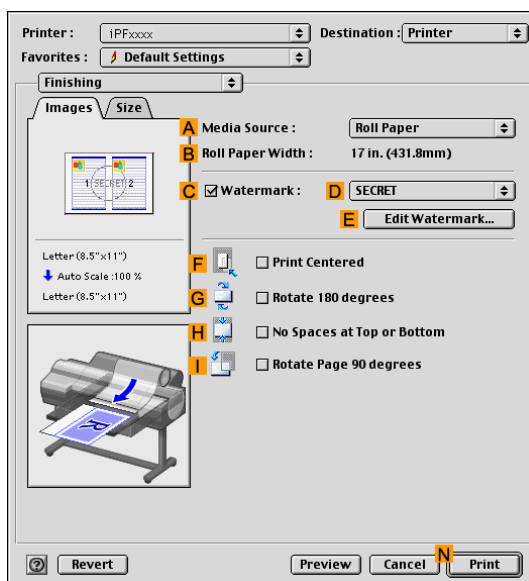 Printer : iPFxxxx Destination : Printer
Favorites : Default Settings
Finishing
Images Size
A Media Source : Roll Paper
B Roll Paper Width : 17 in. (431.8mm)
C Watermark : D SECRET
E Edit Watermark...
1 SECRET 2
Letter (8.5"x11")
Auto Scale :100 %
Letter (8.5"x11")
F Print Centered
G Rotate 180 degrees
H No Spaces at Top or Bottom
I Rotate Page 90 degrees
R
N
? Revert Preview Cancel Print